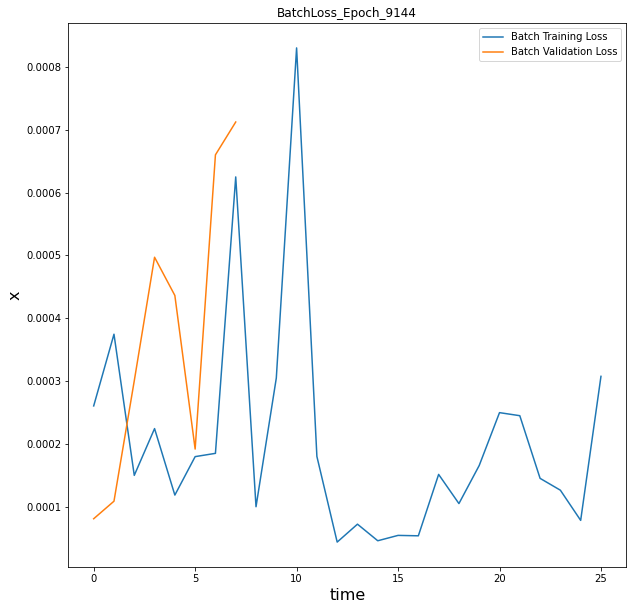 BatchLoss_Epoch_9144
Batch Training Loss
Batch Validation Loss
0.0008
0.0007
0.0006
0.0005
0.0004
0.0003
0.0002
0.0001
x
0 5 10 15 20 25
time